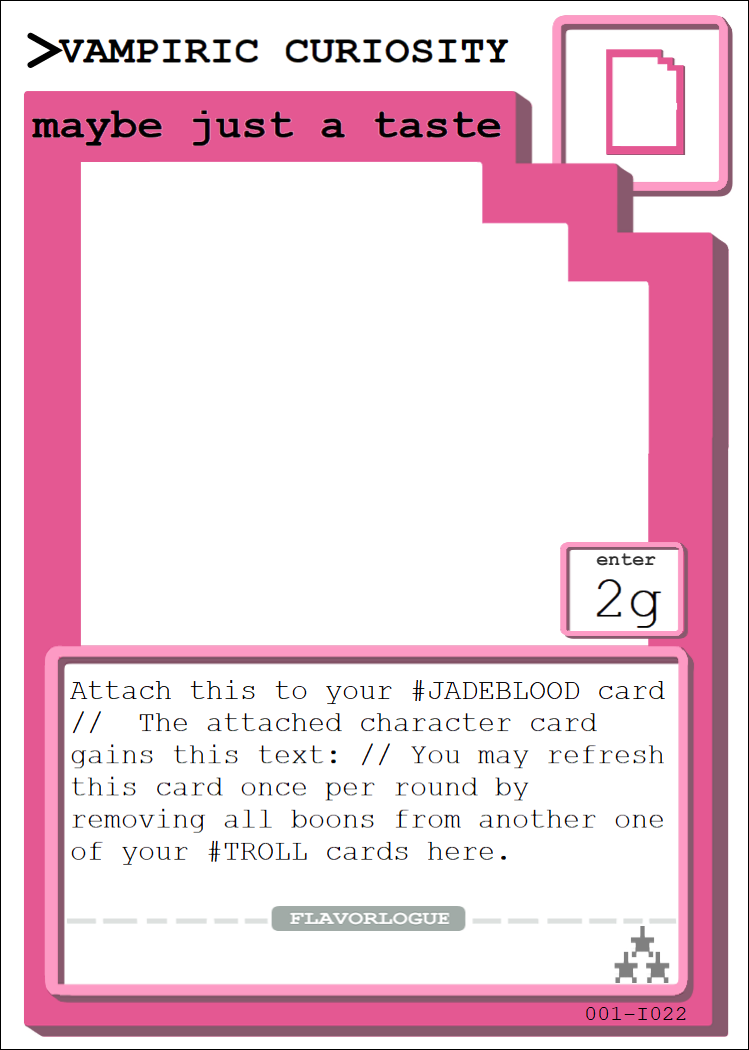 >VAMPIRIC CURIOSITY
maybe just a taste
enter
2g
Attach this to your #JADEBLOOD card
//  The attached character card
gains this text: // You may refresh
this card once per round by
removing all boons from another one
of your #TROLL cards here.
FLAVORLOGUE
001-I022